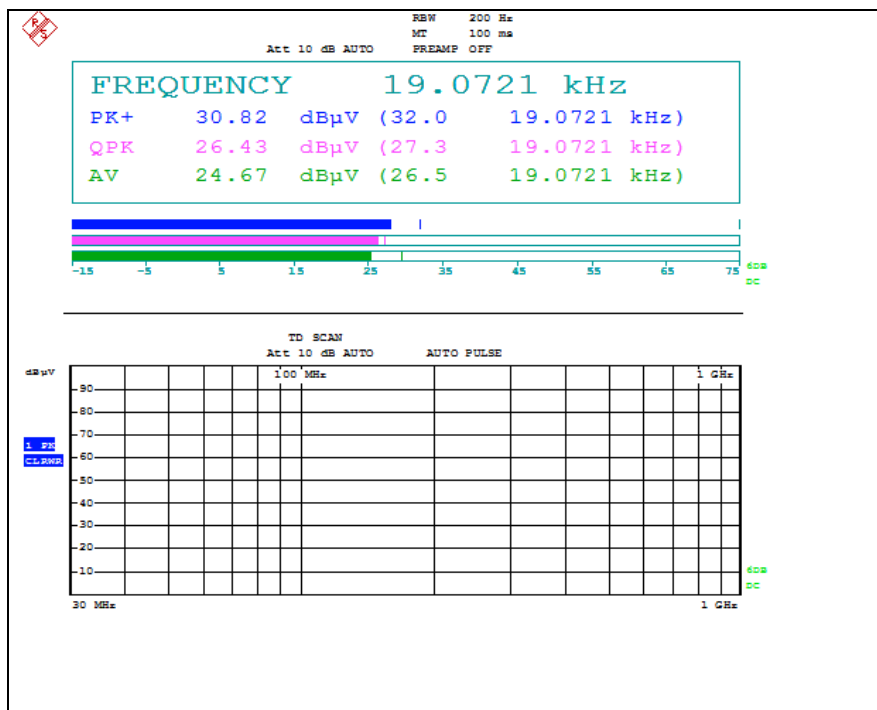 R S
RBW 200 Hz
MT 100 ms
Att 10 dB AUTO PREAMP OFF
FREQUENCY 19.0721 kHz
PK+ 30.82 dBµV (32.0 19.0721 kHz)
QPK 26.43 dBµV (27.3 19.0721 kHz)
AV 24.67 dBµV (26.5 19.0721 kHz)
-15 -5 5 15 25 35 45 55 65 75
6DB
DC
TD SCAN
Att 10 dB AUTO AUTO PULSE
dBµV
100 MHz 1 GHz
90
80
70
1 PK
CLRWR
60
50
40
30
20
10
6DB
DC
30 MHz 1 GHz